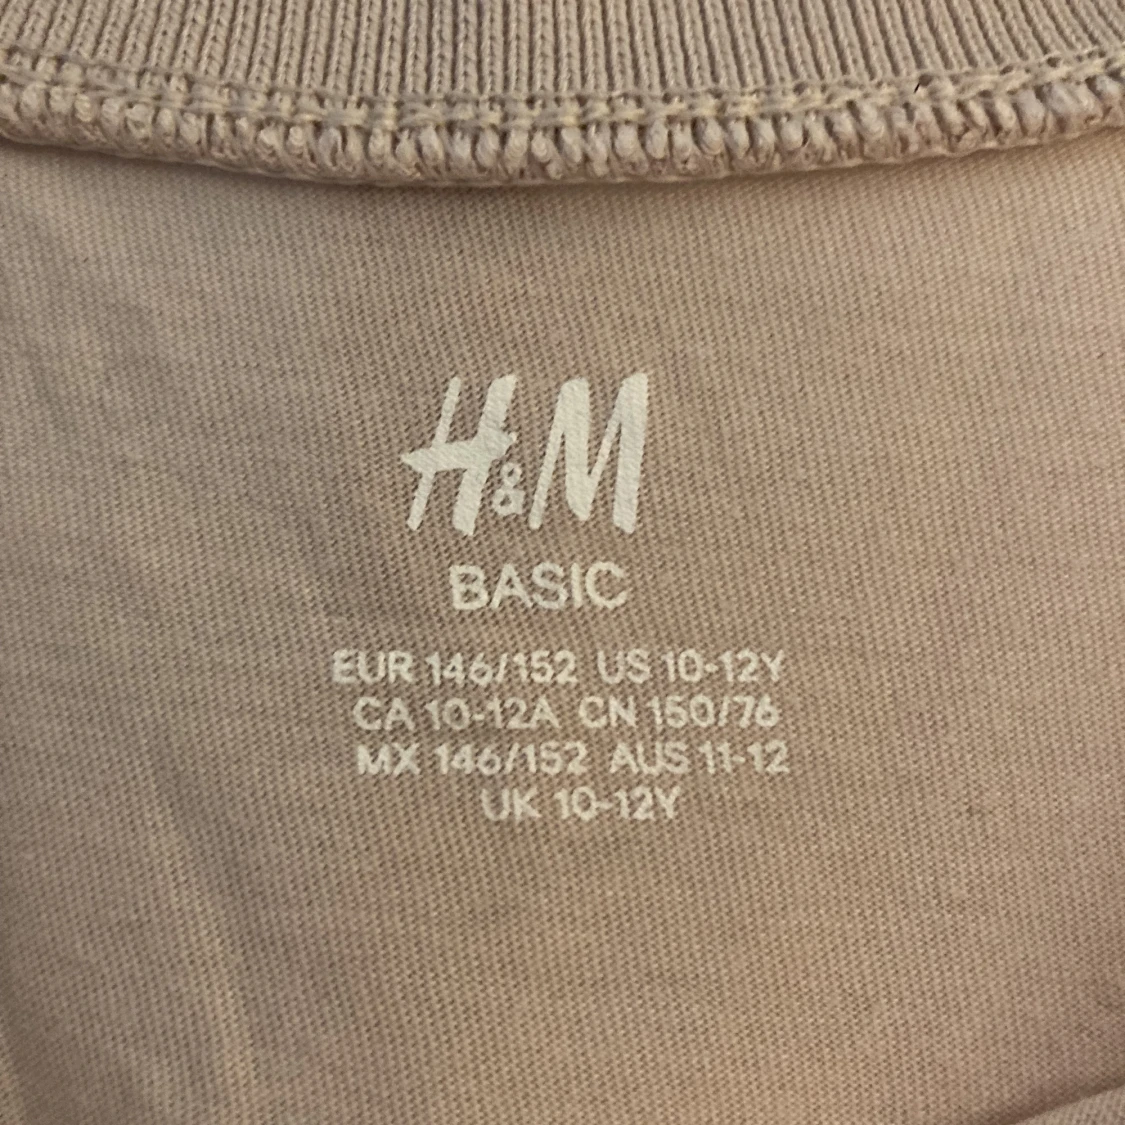 H&M
BASIC
EUR 146/152 US 10-12Y
CA 10-12A CN 150/76
MX 146/152 AUS 11-12
UK 10-12Y